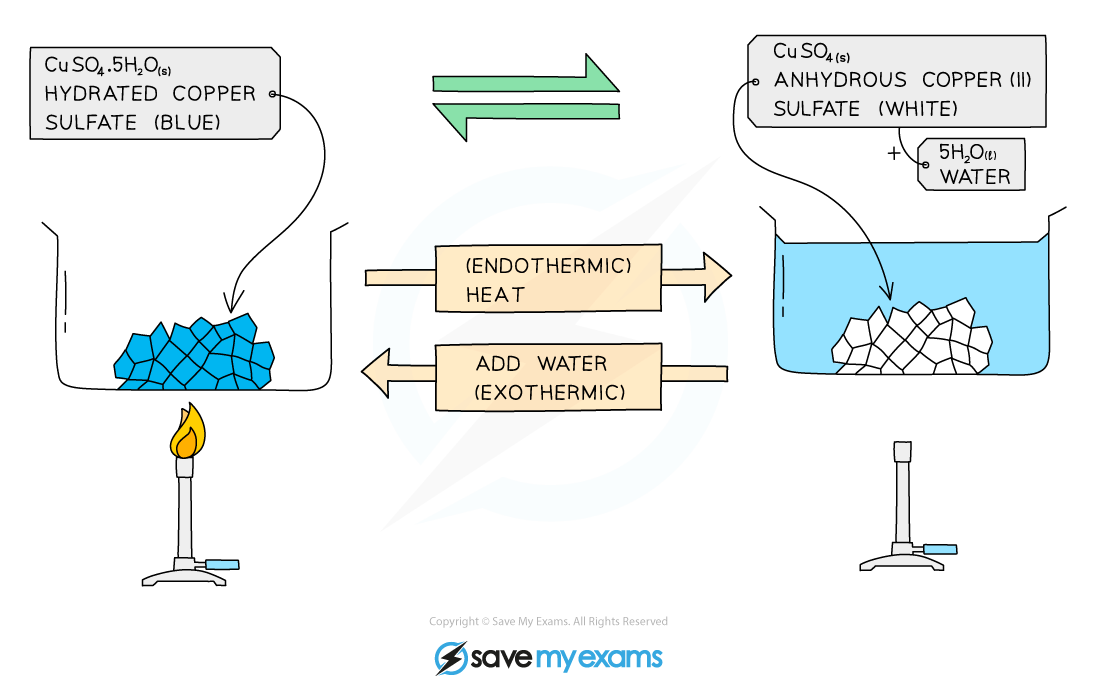 CuSO₄.5H₂O(s)
HYDRATED COPPER
SULFATE (BLUE)
CuSO₄(s)
ANHYDROUS COPPER (II)
SULFATE (WHITE)
+
5H₂O(ℓ)
WATER
(ENDOTHERMIC)
HEAT
ADD WATER
(EXOTHERMIC)
Copyright © Save My Exams. All Rights Reserved
save my exams